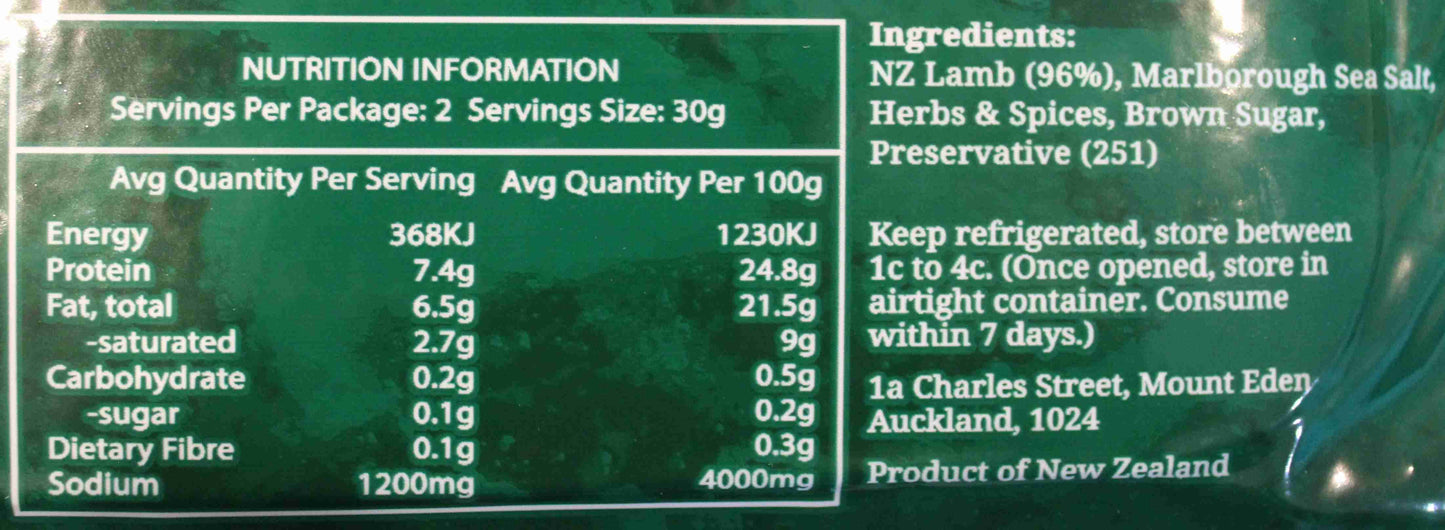 NUTRITION INFORMATION
Servings Per Package: 2 Servings Size: 30g
Avg Quantity Per Serving Avg Quantity Per 100g
Energy 368KJ 1230KJ
Protein 7.4g 24.8g
Fat, total 6.5g 21.5g
-saturated 2.7g 9g
Carbohydrate 0.2g 0.5g
-sugar 0.1g 0.2g
Dietary Fibre 0.1g 0.3g
Sodium 1200mg 4000mg
Ingredients:
NZ Lamb (96%), Marlborough Sea Salt,
Herbs & Spices, Brown Sugar,
Preservative (251)
Keep refrigerated, store between
1c to 4c. (Once opened, store in
airtight container. Consume
within 7 days.)
1a Charles Street, Mount Eden
Auckland, 1024
Product of New Zealand